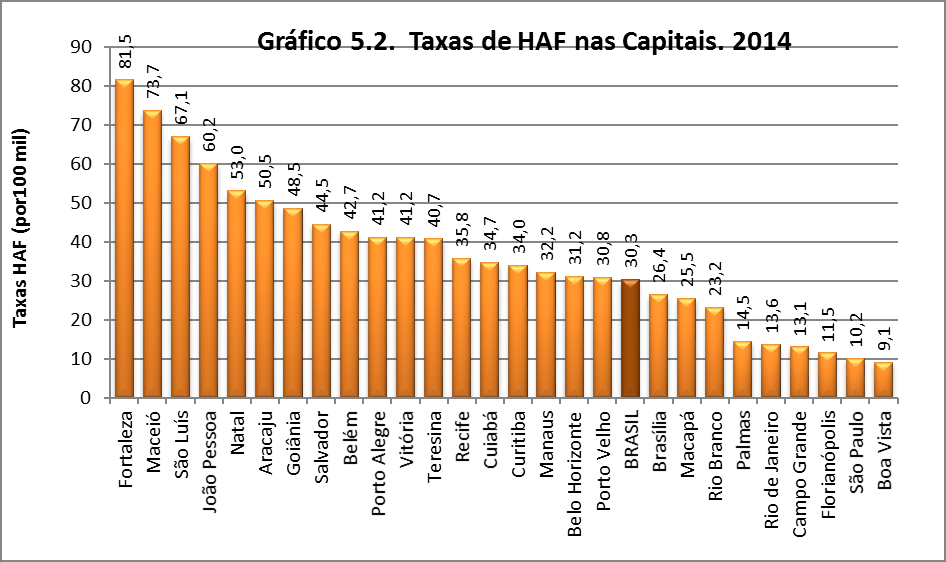 Gráfico 5.2.  Taxas de HAF nas Capitais. 2014
Taxas HAF (por100 mil)
90
80
70
60
50
40
30
20
10
0
81,5
73,7
67,1
60,2
53,0
50,5
48,5
44,5
42,7
41,2
41,2
40,7
35,8
34,7
34,0
32,2
31,2
30,8
30,3
26,4
25,5
23,2
14,5
13,6
13,1
11,5
10,2
9,1
Fortaleza
Maceió
São Luís
João Pessoa
Natal
Aracaju
Goiânia
Salvador
Belém
Porto Alegre
Vitória
Teresina
Recife
Cuiabá
Curitiba
Manaus
Belo Horizonte
Porto Velho
BRASIL
Brasília
Macapá
Rio Branco
Palmas
Rio de Janeiro
Campo Grande
Florianópolis
São Paulo
Boa Vista